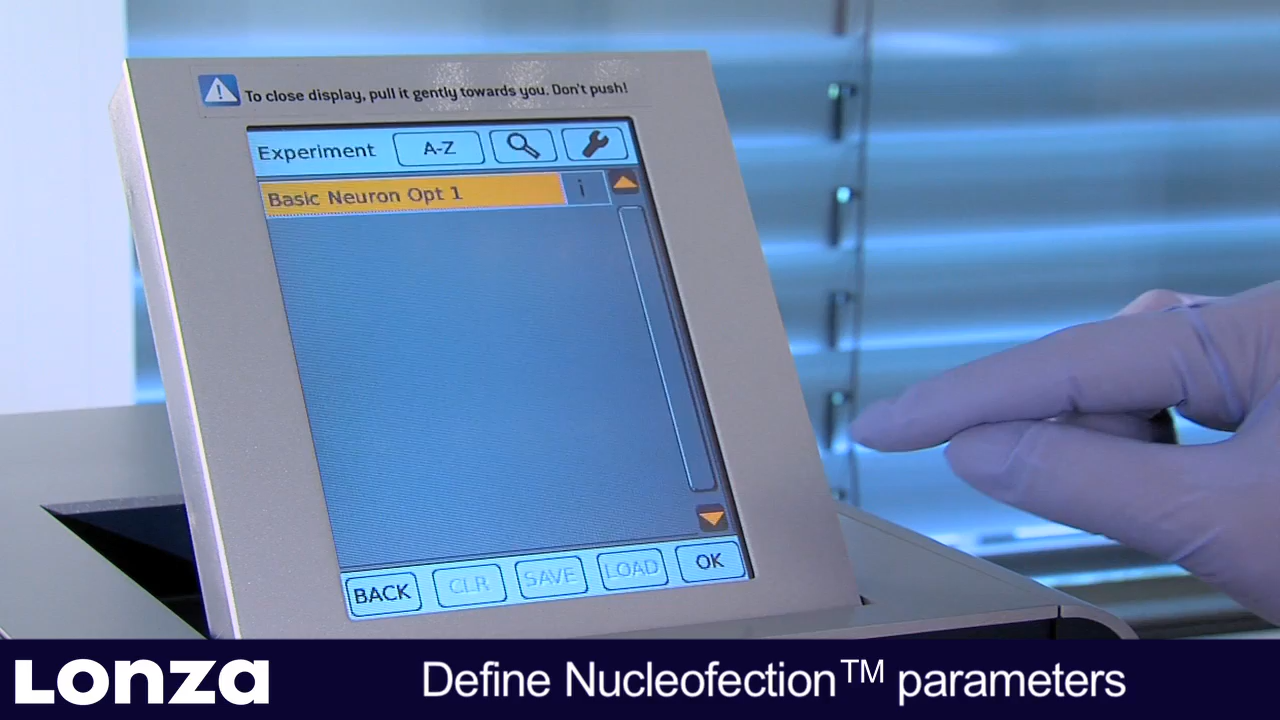 To close display, pull it gently towards you. Don't push!
Experiment A-Z
Basic Neuron Opt 1 i
BACK CLR SAVE LOAD OK
Lonza Define Nucleofection™ parameters